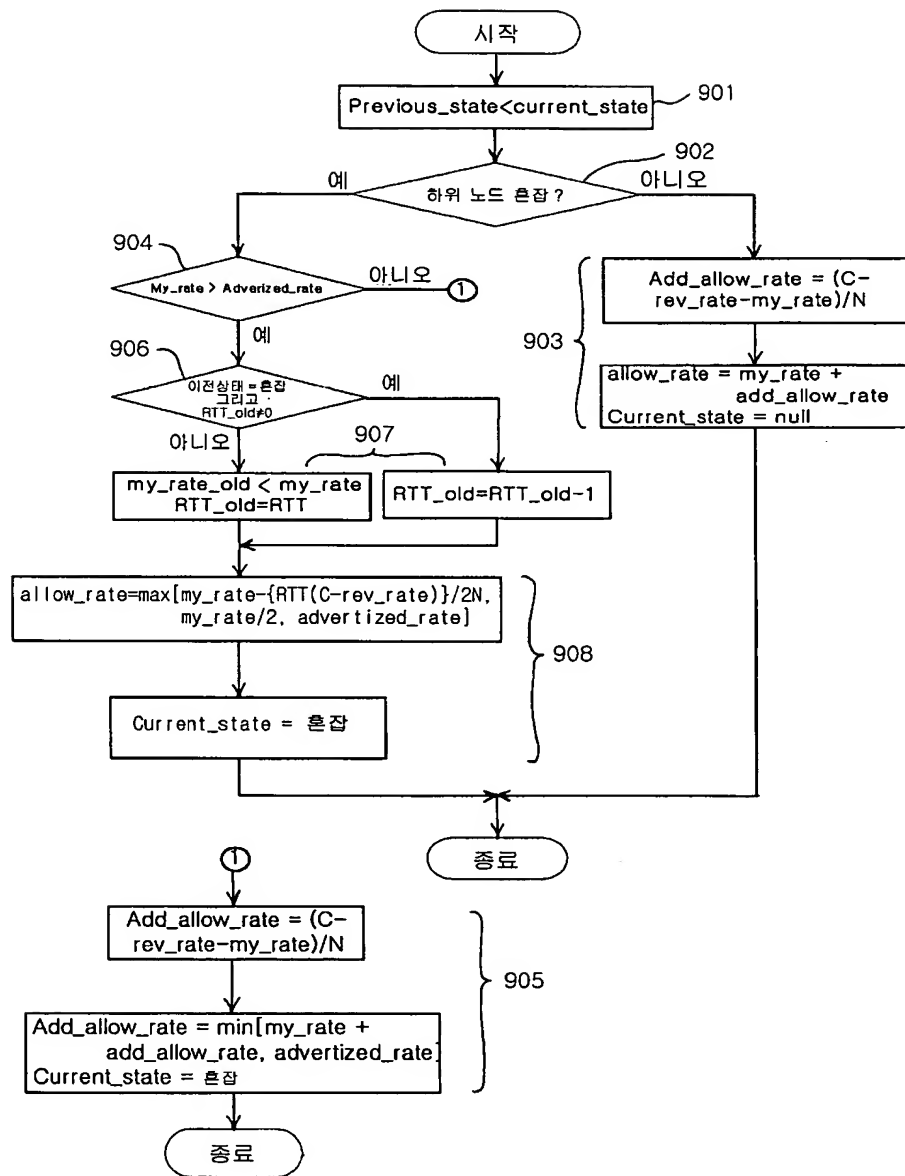 시작
Previous_state<current_state
901
902
하위 노드 혼잡?
예
아니오
904
My_rate > Adverized_rate
아니오
1
예
Add_allow_rate = (C-
rev_rate-my_rate)/N
903
allow_rate = my_rate +
add_allow_rate
Current_state = null
906
이전상태 = 혼잡
그리고
RTT_old≠0
예
아니오
907
my_rate_old < my_rate
RTT_old=RTT
RTT_old=RTT_old-1
allow_rate=max[my_rate-{RTT(C-rev_rate)}/2N,
my_rate/2, advertized_rate]
908
Current_state = 혼잡
종료
1
Add_allow_rate = (C-
rev_rate-my_rate)/N
905
Add_allow_rate = min[my_rate +
add_allow_rate, advertized_rate]
Current_state = 혼잡
종료